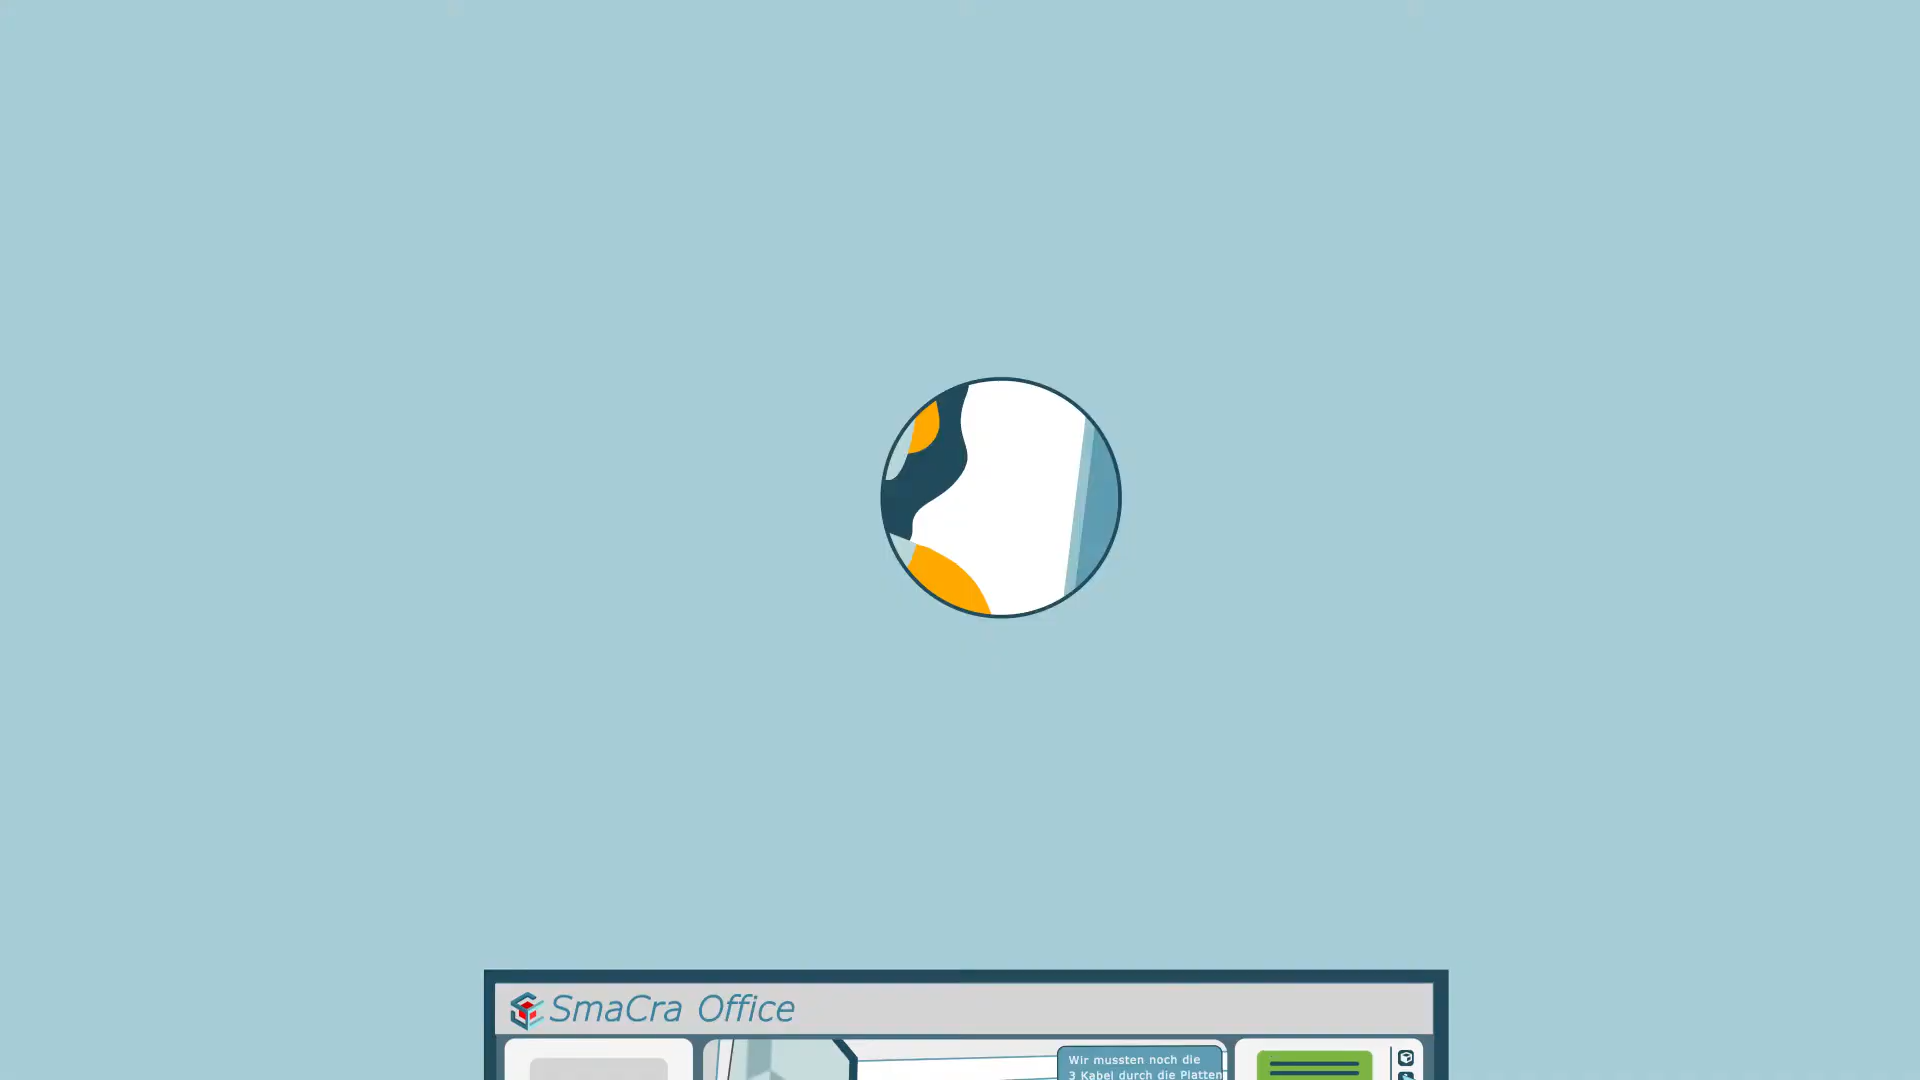 SmaCra Office
Wir mussten noch die
3 Kabel durch die Platten